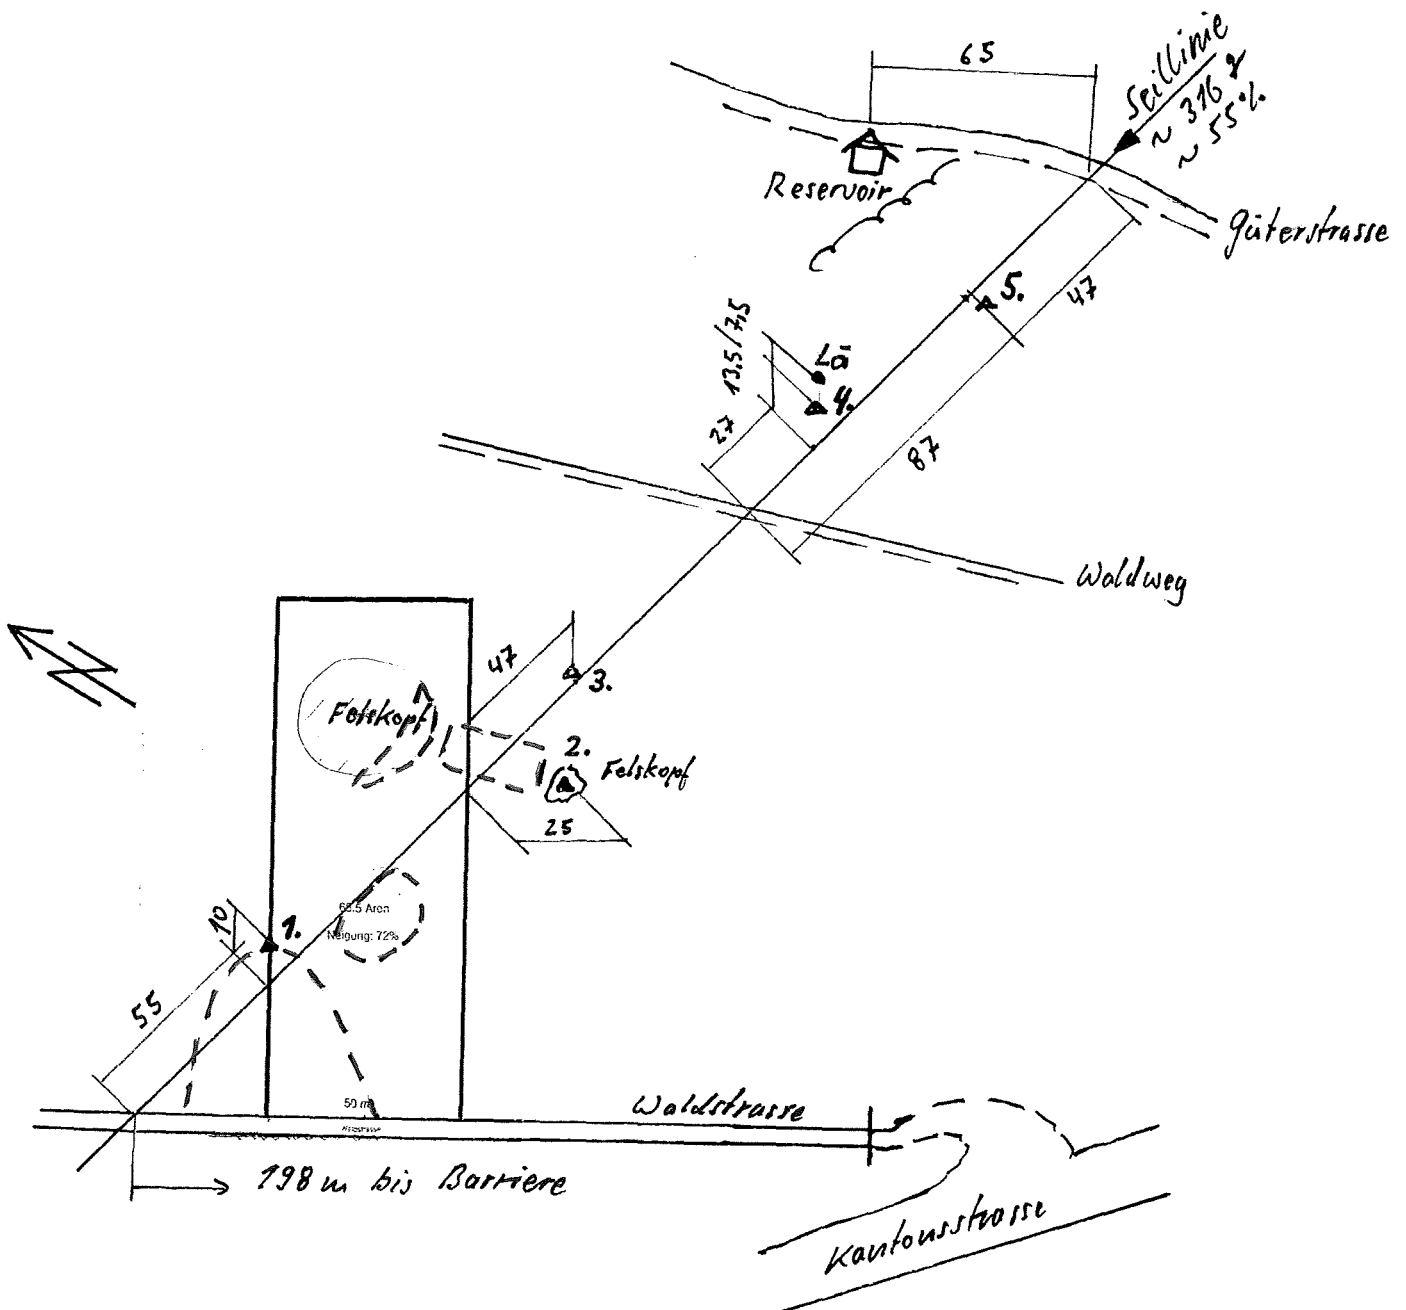 65
Seillinie
~ 316 g
~ 55%
Reservoir
Güterstrasse
5.
47
13.5/7,5
Lä
4.
27
87
Waldweg
47
3.
Felskopf
2.
Felskopf
25
10
1.
68.5 Aren
Neigung: 72%
55
50 m
Waldstrasse
198 m bis Barriere
Kantonsstrasse